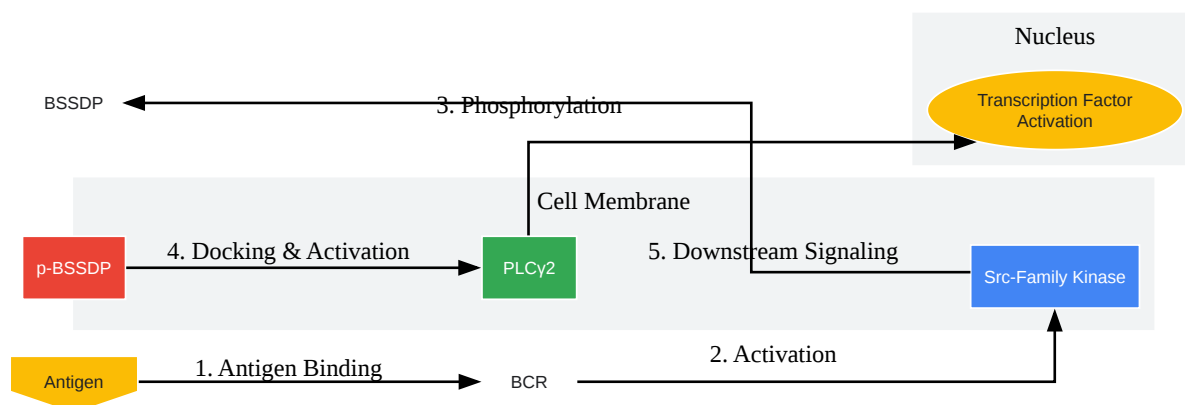 Nucleus
BSSDP
3. Phosphorylation
Transcription Factor
Activation
Cell Membrane
4. Docking & Activation
5. Downstream Signaling
p-BSSDP
PLCγ2
Src-Family Kinase
2. Activation
1. Antigen Binding
Antigen
BCR